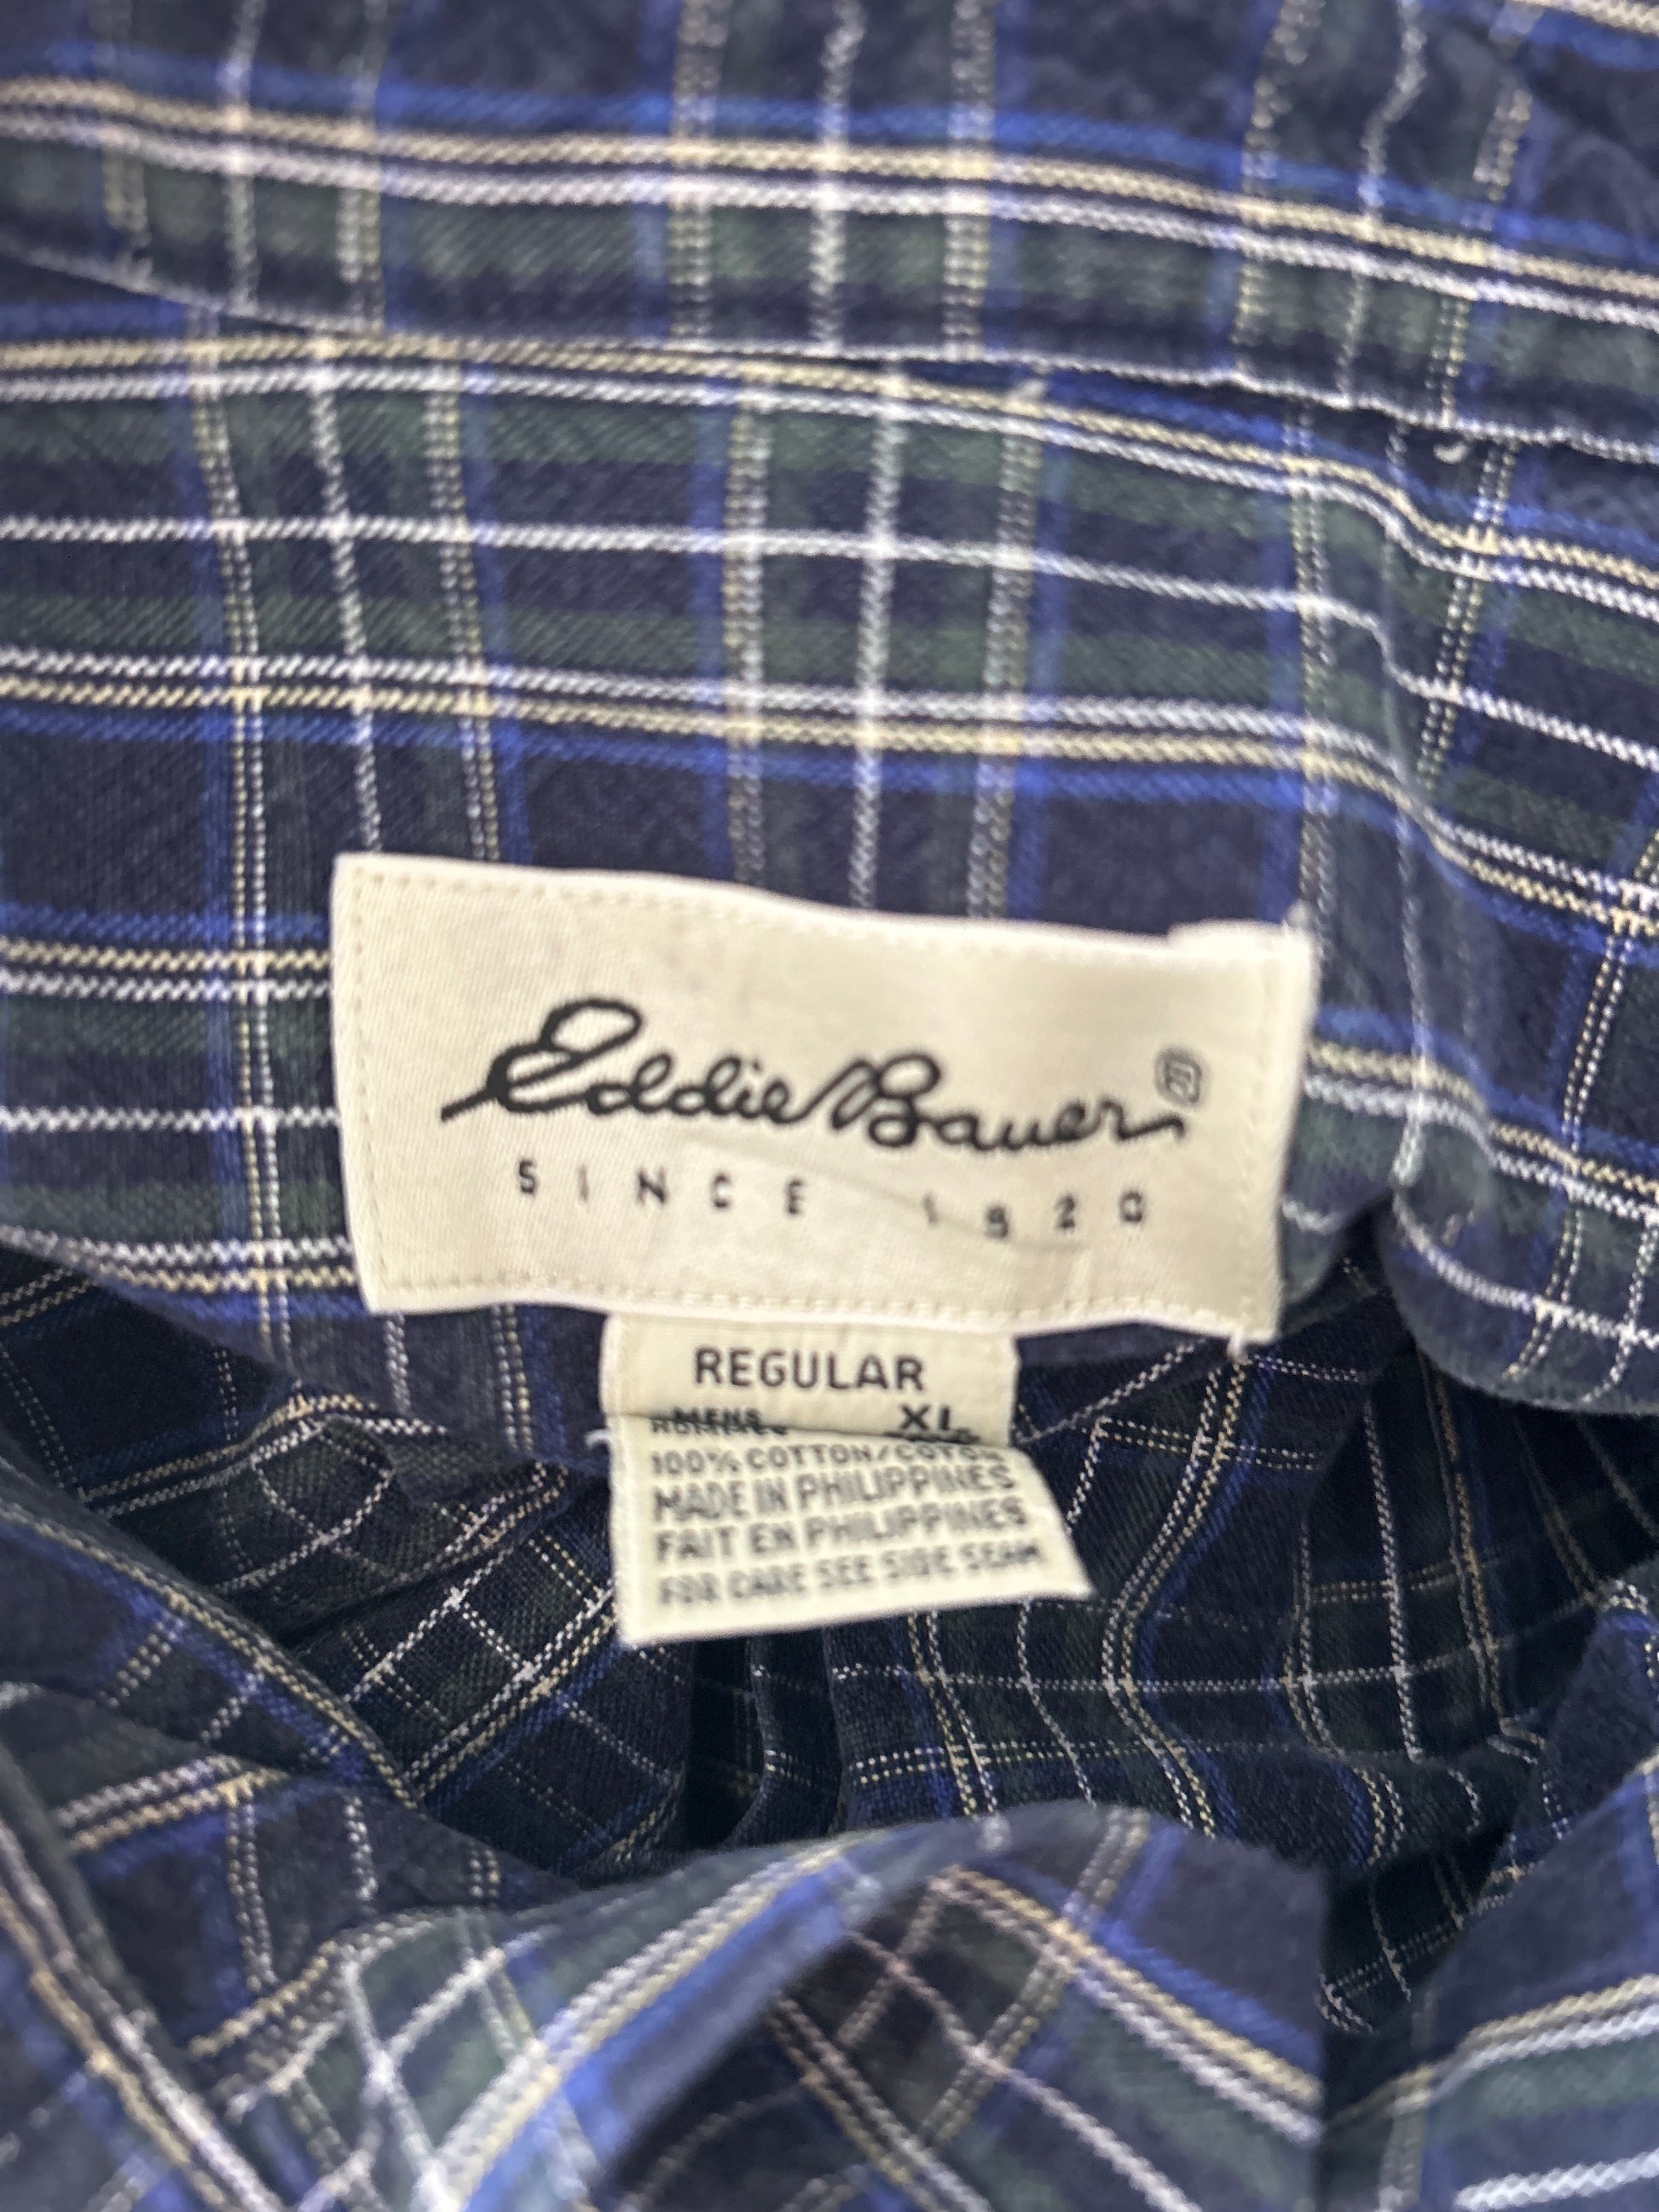 Eddie Bauer®
SINCE 1920
REGULAR
MENS XL
100% COTTON/COTON
MADE IN PHILIPPINES
FAIT EN PHILIPPINES
FOR CARE SEE SIDE SEAM